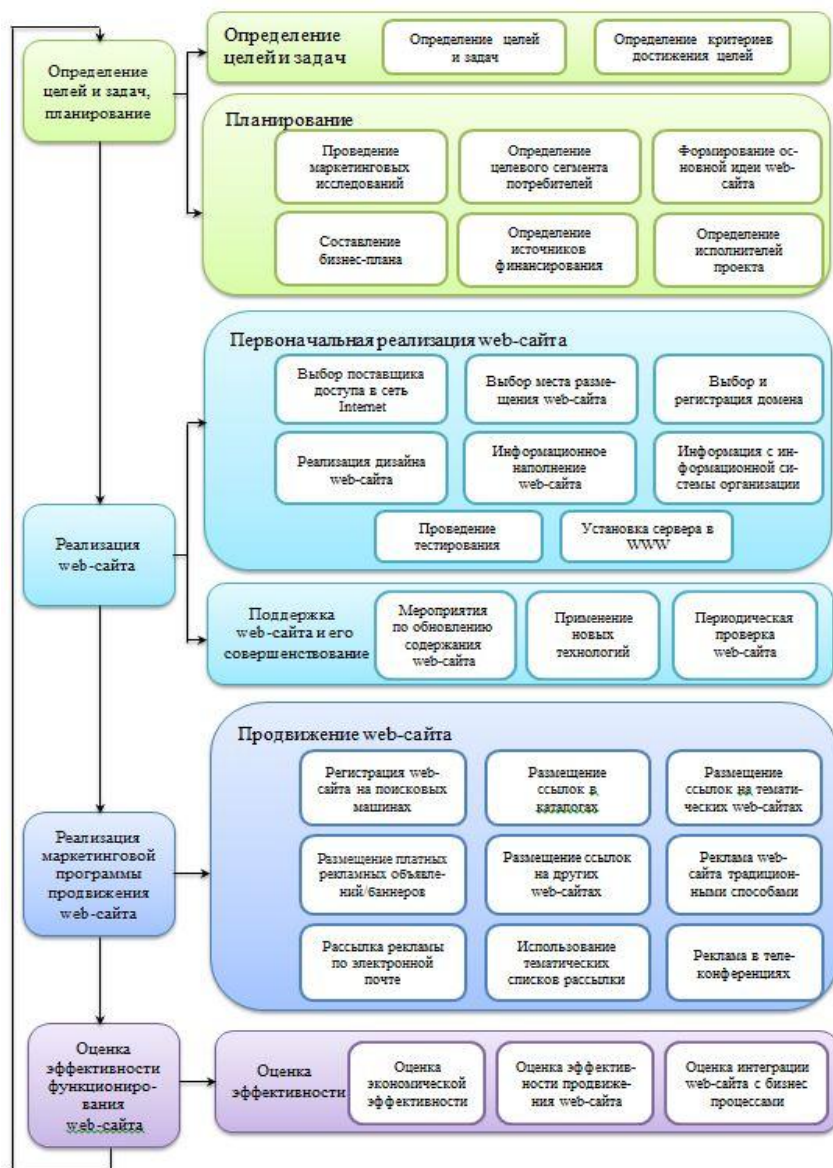 Определение
целей и задач,
планирование
Определение
целей и задач
Определение целей
и задач
Определение критериев
достижения целей
Планирование
Проведение
маркетинговых
исследований
Определение
целевого сегмента
потребителей
Формирование ос-
новной идеи web-
сайта
Составление
бизнес-плана
Определение
источников
финансирования
Определение
исполнителей
проекта
Реализация
web-сайта
Первоначальная реализация web-сайта
Выбор поставщика
доступа в сеть
Internet
Выбор места разме-
щения web-сайта
Выбор и
регистрация домена
Реализация дизайна
web-сайта
Информационное
наполнение
web-сайта
Информация с ин-
формационной си-
стемы организации
Проведение
тестирования
Установка сервера в
WWW
Поддержка
web-сайта и его
совершенствование
Мероприятия
по обновлению
содержания
web-сайта
Применение
новых
технологий
Периодическая
проверка
web-сайта
Реализация
маркетинговой
программы
продвижения
web-сайта
Продвижение web-сайта
Регистрация web-
сайта на поисковых
машинах
Размещение
ссылок в
каталогах
Размещение
ссылок на темати-
ческих web-сайтах
Размещение платных
рекламных объявле-
ний/баннеров
Размещение ссылок
на других
web-сайтах
Реклама web-
сайта традицион-
ными способами
Рассылка рекламы
по электронной
почте
Использование
тематических
списков рассылки
Реклама в теле-
конференциях
Оценка
эффективности
функциониро-
вания
web-сайта
Оценка
эффективности
Оценка
экономической
эффективности
Оценка эффектив-
ности продвиже-
ния web-сайта
Оценка интеграции
web-сайта с бизнес
процессами